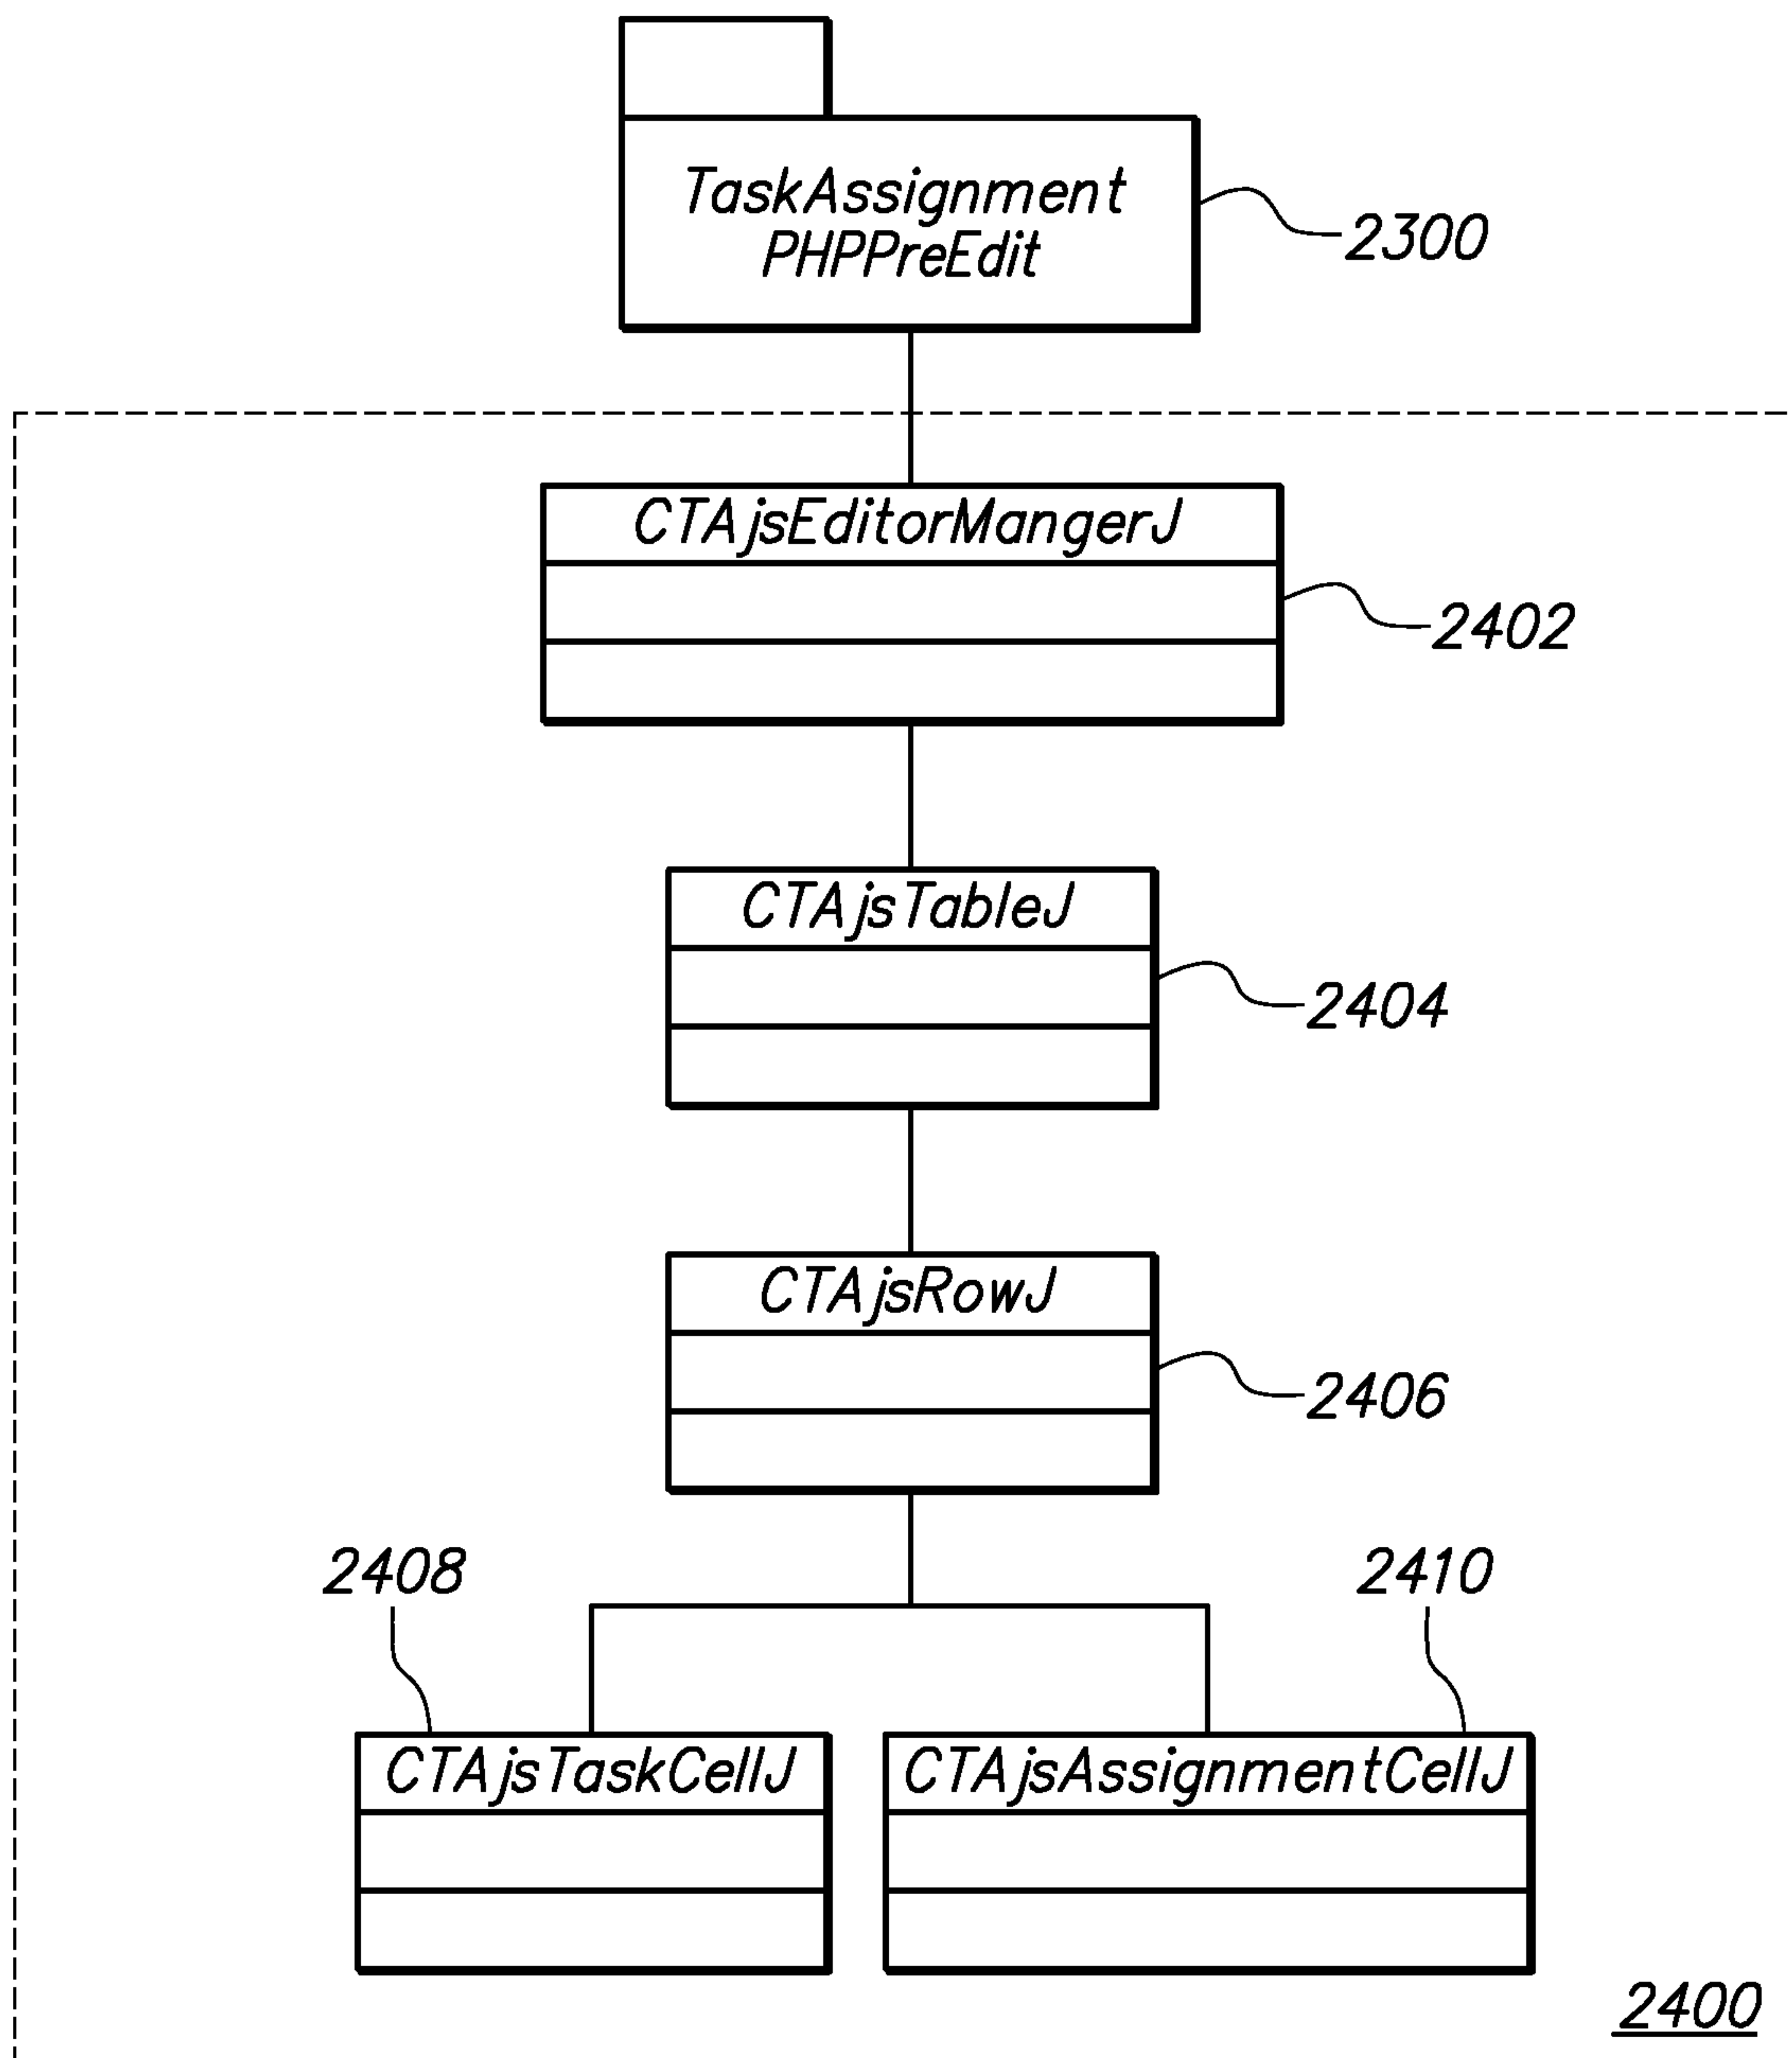 TaskAssignment
PHPPreEdit
2300
CTAjsEditorMangerJ
2402
CTAjsTableJ
2404
CTAjsRowJ
2406
2408
2410
CTAjsTaskCellJ
CTAjsAssignmentCellJ
2400